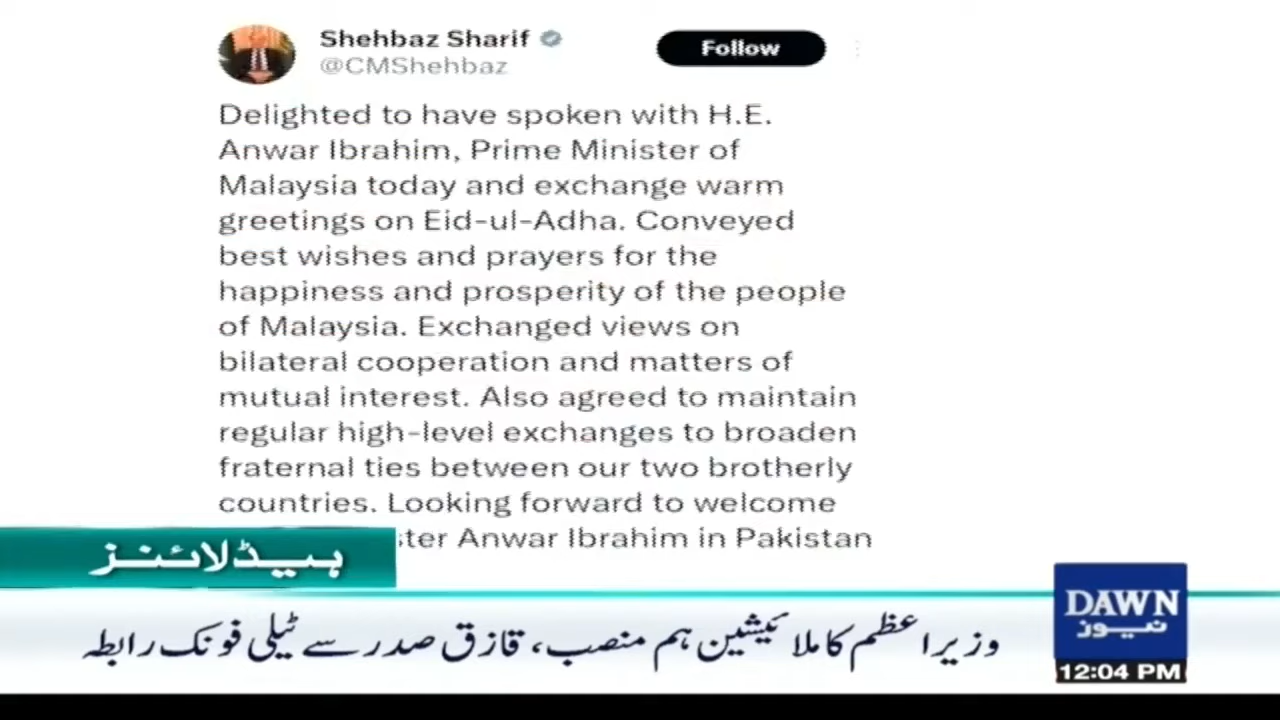 Shehbaz Sharif
@CMShehbaz
Follow
Delighted to have spoken with H.E.
Anwar Ibrahim, Prime Minister of
Malaysia today and exchange warm
greetings on Eid-ul-Adha. Conveyed
best wishes and prayers for the
happiness and prosperity of the people
of Malaysia. Exchanged views on
bilateral cooperation and matters of
mutual interest. Also agreed to maintain
regular high-level exchanges to broaden
fraternal ties between our two brotherly
countries. Looking forward to welcome
ster Anwar Ibrahim in Pakistan
ہیڈلائنز
وزیراعظم کا ملائیشین ہم منصب، قازق صدر سے ٹیلی فونک رابطہ
DAWN
نیوز
12:04 PM